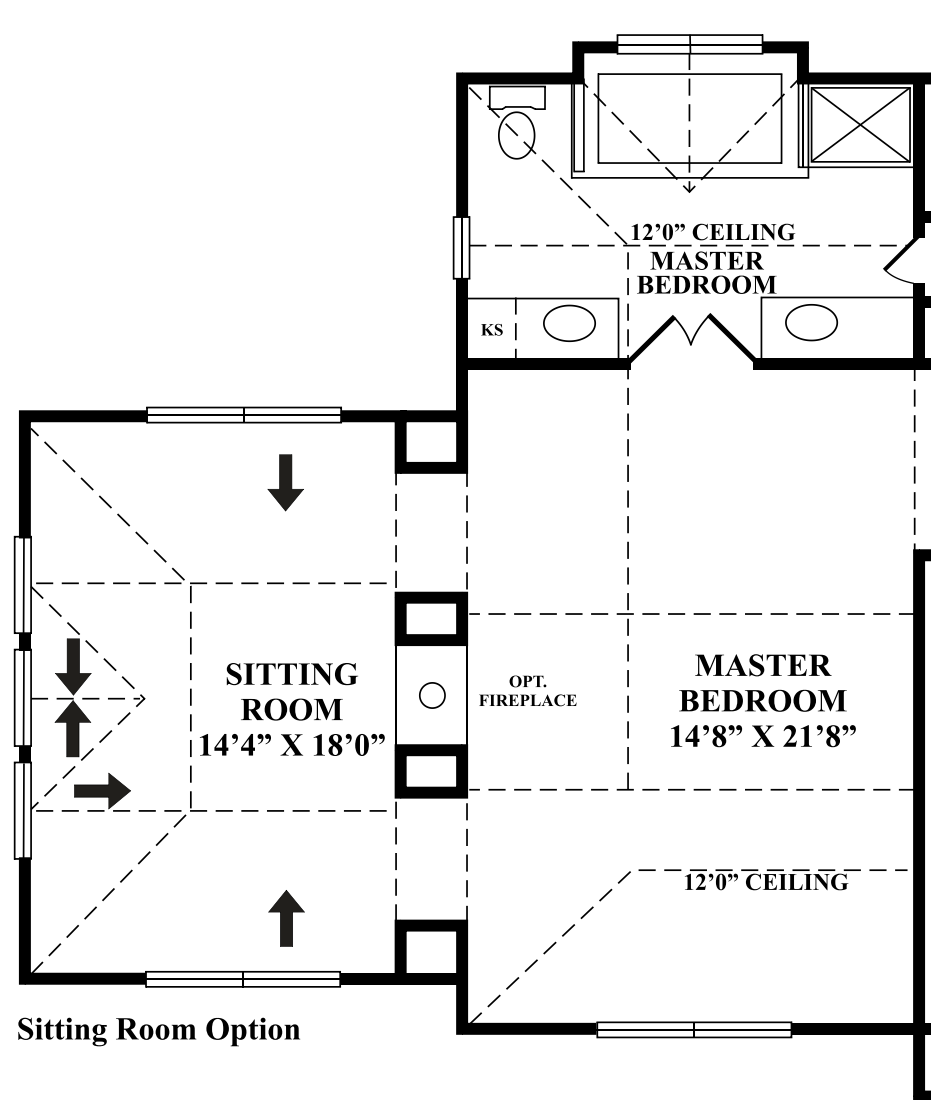 12’0” CEILING
MASTER
BEDROOM
KS
SITTING
ROOM
14’4” X 18’0”
OPT.
FIREPLACE
MASTER
BEDROOM
14’8” X 21’8”
12’0” CEILING
Sitting Room Option